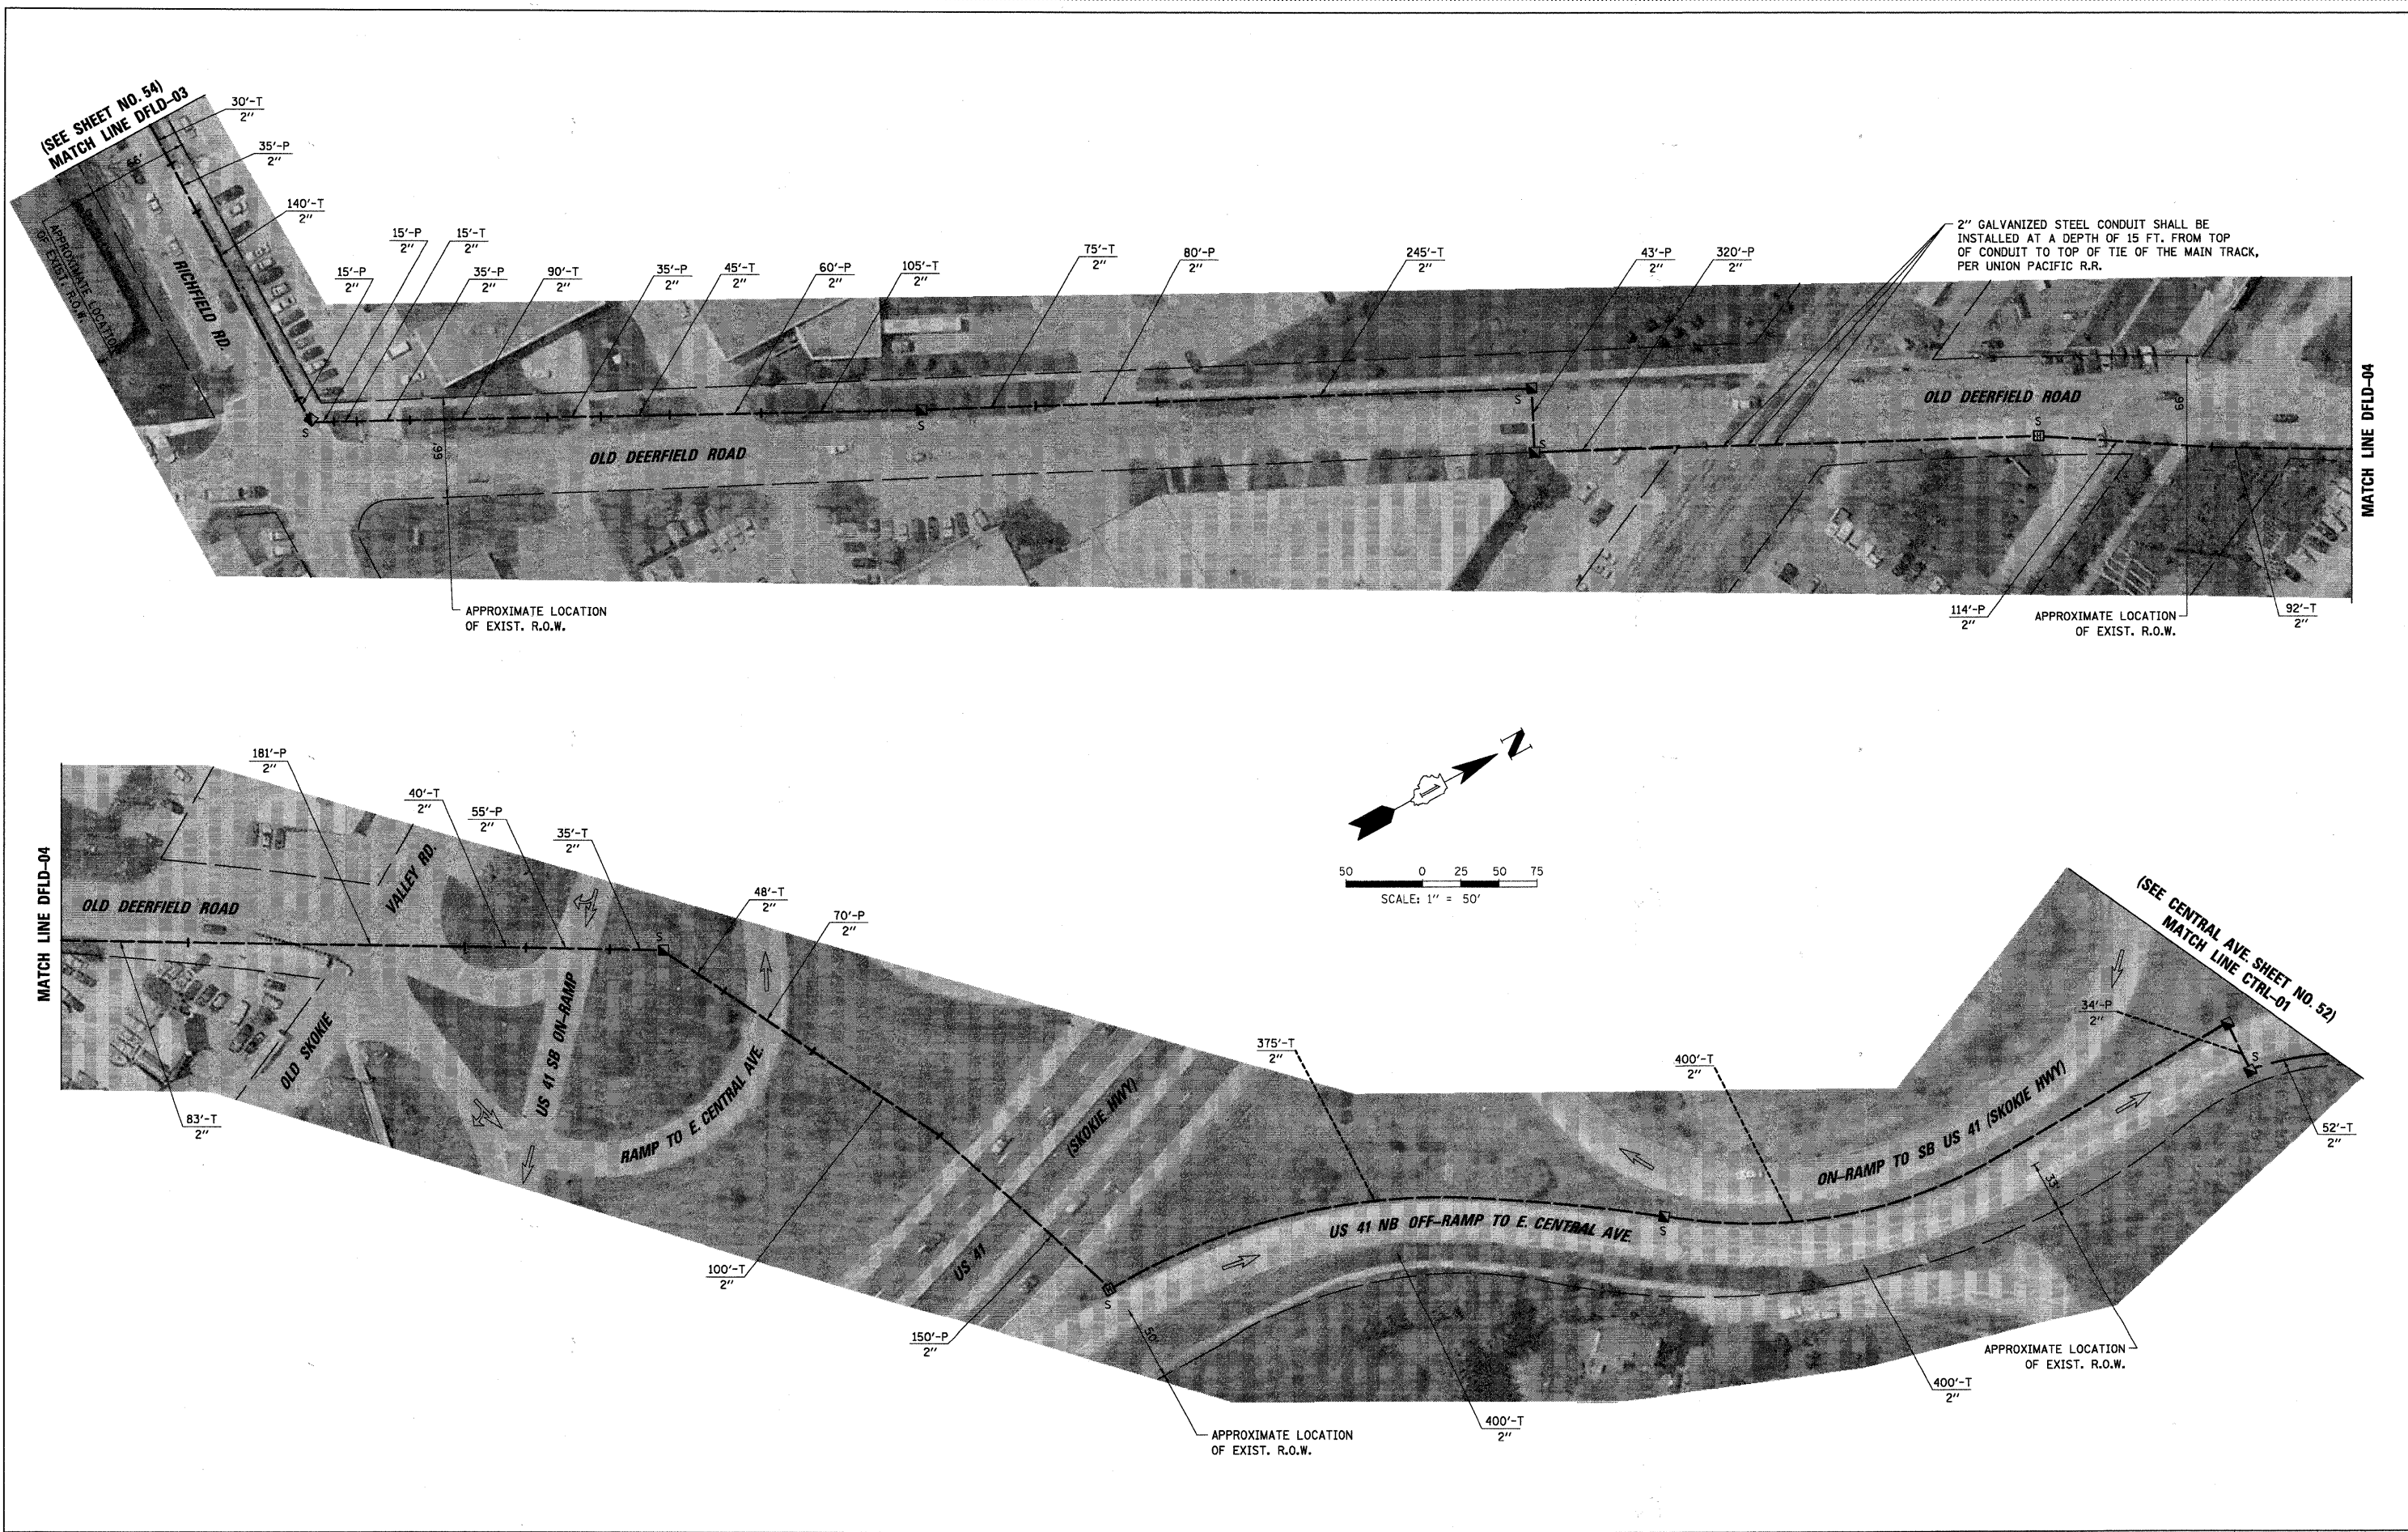 (SEE SHEET NO. 54)
MATCH LINE DFLD-03
30'-T
2"
35'-P
2"
140'-T
2"
15'-P
2"
15'-P
2"
15'-T
2"
35'-P
2"
90'-T
2"
35'-P
2"
45'-T
2"
60'-P
2"
105'-T
2"
75'-T
2"
80'-P
2"
245'-T
2"
43'-P
2"
320'-P
2"
2" GALVANIZED STEEL CONDUIT SHALL BE
INSTALLED AT A DEPTH OF 15 FT. FROM TOP
OF CONDUIT TO TOP OF TIE OF THE MAIN TRACK,
PER UNION PACIFIC R.R.
66'
APPROXIMATE LOCATION
OF EXIST. R.O.W.
RICHFIELD RD.
S
66'
OLD DEERFIELD ROAD
S
S
S
OLD DEERFIELD ROAD
S
66'
MATCH LINE DFLD-04
APPROXIMATE LOCATION
OF EXIST. R.O.W.
114'-P
2"
APPROXIMATE LOCATION
OF EXIST. R.O.W.
92'-T
2"
MATCH LINE DFLD-04
181'-P
2"
40'-T
2"
55'-P
2"
35'-T
2"
48'-T
2"
70'-P
2"
OLD DEERFIELD ROAD
VALLEY RD.
S
OLD SKOKIE
US 41 SB ON-RAMP
RAMP TO E. CENTRAL AVE.
83'-T
2"
100'-T
2"
150'-P
2"
US 41
(SKOKIE HWY)
N
50 0 25 50 75
SCALE: 1" = 50'
375'-T
2"
400'-T
2"
US 41 NB OFF-RAMP TO E. CENTRAL AVE.
S
S
50'
ON-RAMP TO SB US 41 (SKOKIE HWY)
(SEE CENTRAL AVE. SHEET NO. 52)
MATCH LINE CTRL-01
34'-P
2"
S
52'-T
2"
33'
APPROXIMATE LOCATION
OF EXIST. R.O.W.
400'-T
2"
400'-T
2"
APPROXIMATE LOCATION
OF EXIST. R.O.W.